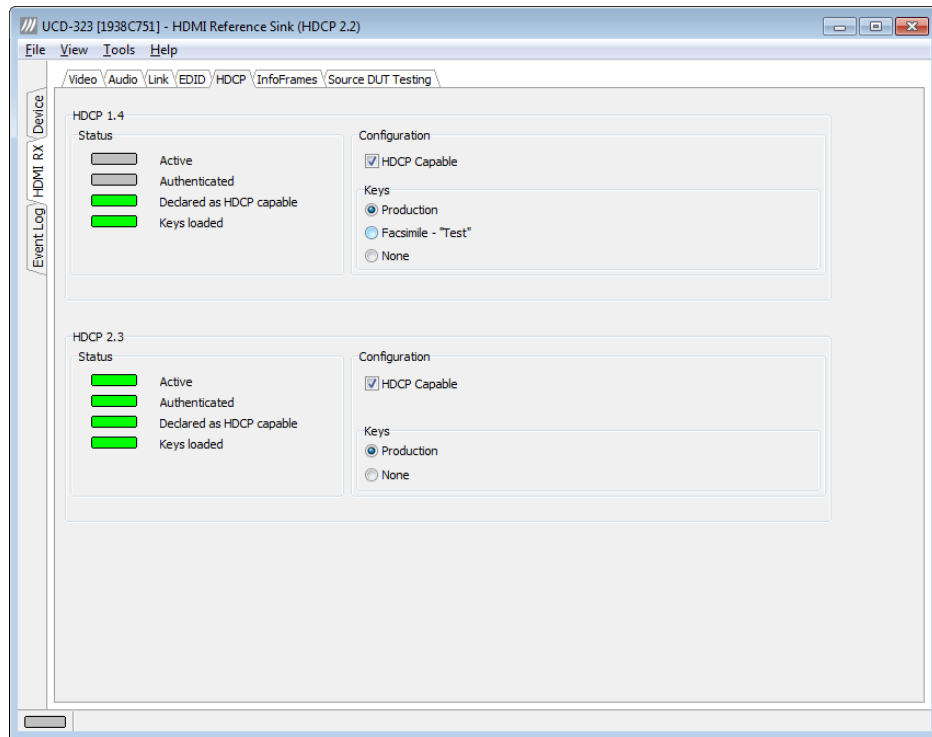 UCD-323 [1938C751] - HDMI Reference Sink (HDCP 2.2)
File View Tools Help
Video Audio Link EDID HDCP InfoFrames Source DUT Testing
Device
HDMI RX
Event Log
HDCP 1.4
Status
Active
Authenticated
Declared as HDCP capable
Keys loaded
Configuration
HDCP Capable
Keys
Production
Facsimile - "Test"
None
HDCP 2.3
Status
Active
Authenticated
Declared as HDCP capable
Keys loaded
Configuration
HDCP Capable
Keys
Production
None